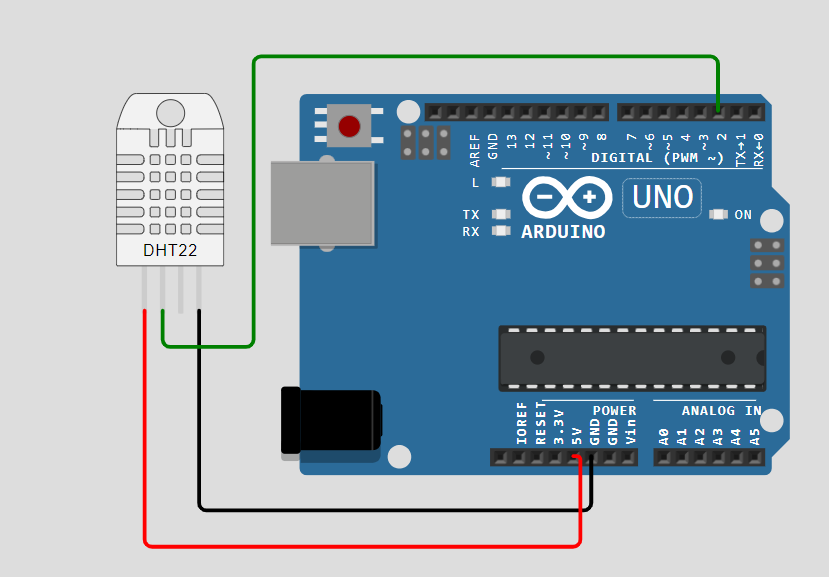 AREF
GND
13
12
~11
~10
~9
8
7
~6
~5
4
~3
2
TX→1
RX←0
DIGITAL (PWM ~)
L
TX
RX
UNO
ON
ARDUINO
DHT22
POWER
ANALOG IN
IOREF
RESET
3.3V
5V
GND
GND
Vin
A0
A1
A2
A3
A4
A5